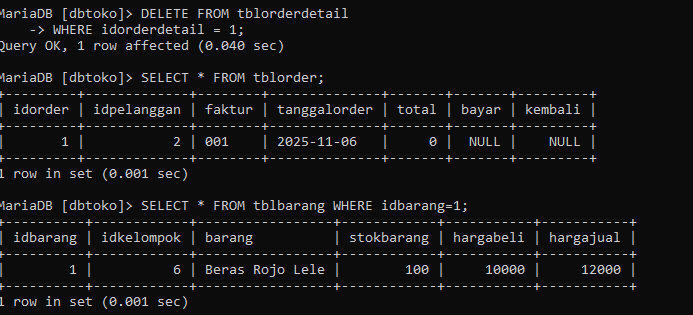 MariaDB [dbtoko]> DELETE FROM tblorderdetail
    -> WHERE idorderdetail = 1;
Query OK, 1 row affected (0.040 sec)

MariaDB [dbtoko]> SELECT * FROM tblorder;
+---------+-------------+--------+--------------+-------+-------+---------+
| idorder | idpelanggan | faktur | tanggalorder | total | bayar | kembali |
+---------+-------------+--------+--------------+-------+-------+---------+
|       1 |           2 | 001    | 2025-11-06   |     0 |  NULL |    NULL |
+---------+-------------+--------+--------------+-------+-------+---------+
1 row in set (0.001 sec)

MariaDB [dbtoko]> SELECT * FROM tblbarang WHERE idbarang=1;
+----------+------------+-----------------+------------+-----------+-----------+
| idbarang | idkelompok | barang          | stokbarang | hargabeli | hargajual |
+----------+------------+-----------------+------------+-----------+-----------+
|        1 |          6 | Beras Rojo Lele |        100 |     10000 |     12000 |
+----------+------------+-----------------+------------+-----------+-----------+
1 row in set (0.001 sec)